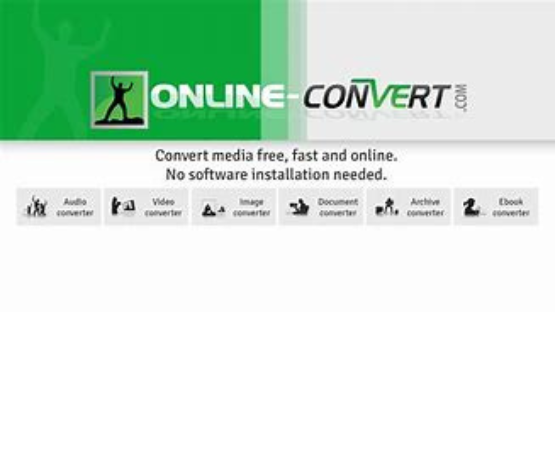 ONLINE-CONVERT.COM
Convert media free, fast and online.
No software installation needed.
Audio converter
Video converter
Image converter
Document converter
Archive converter
Ebook converter